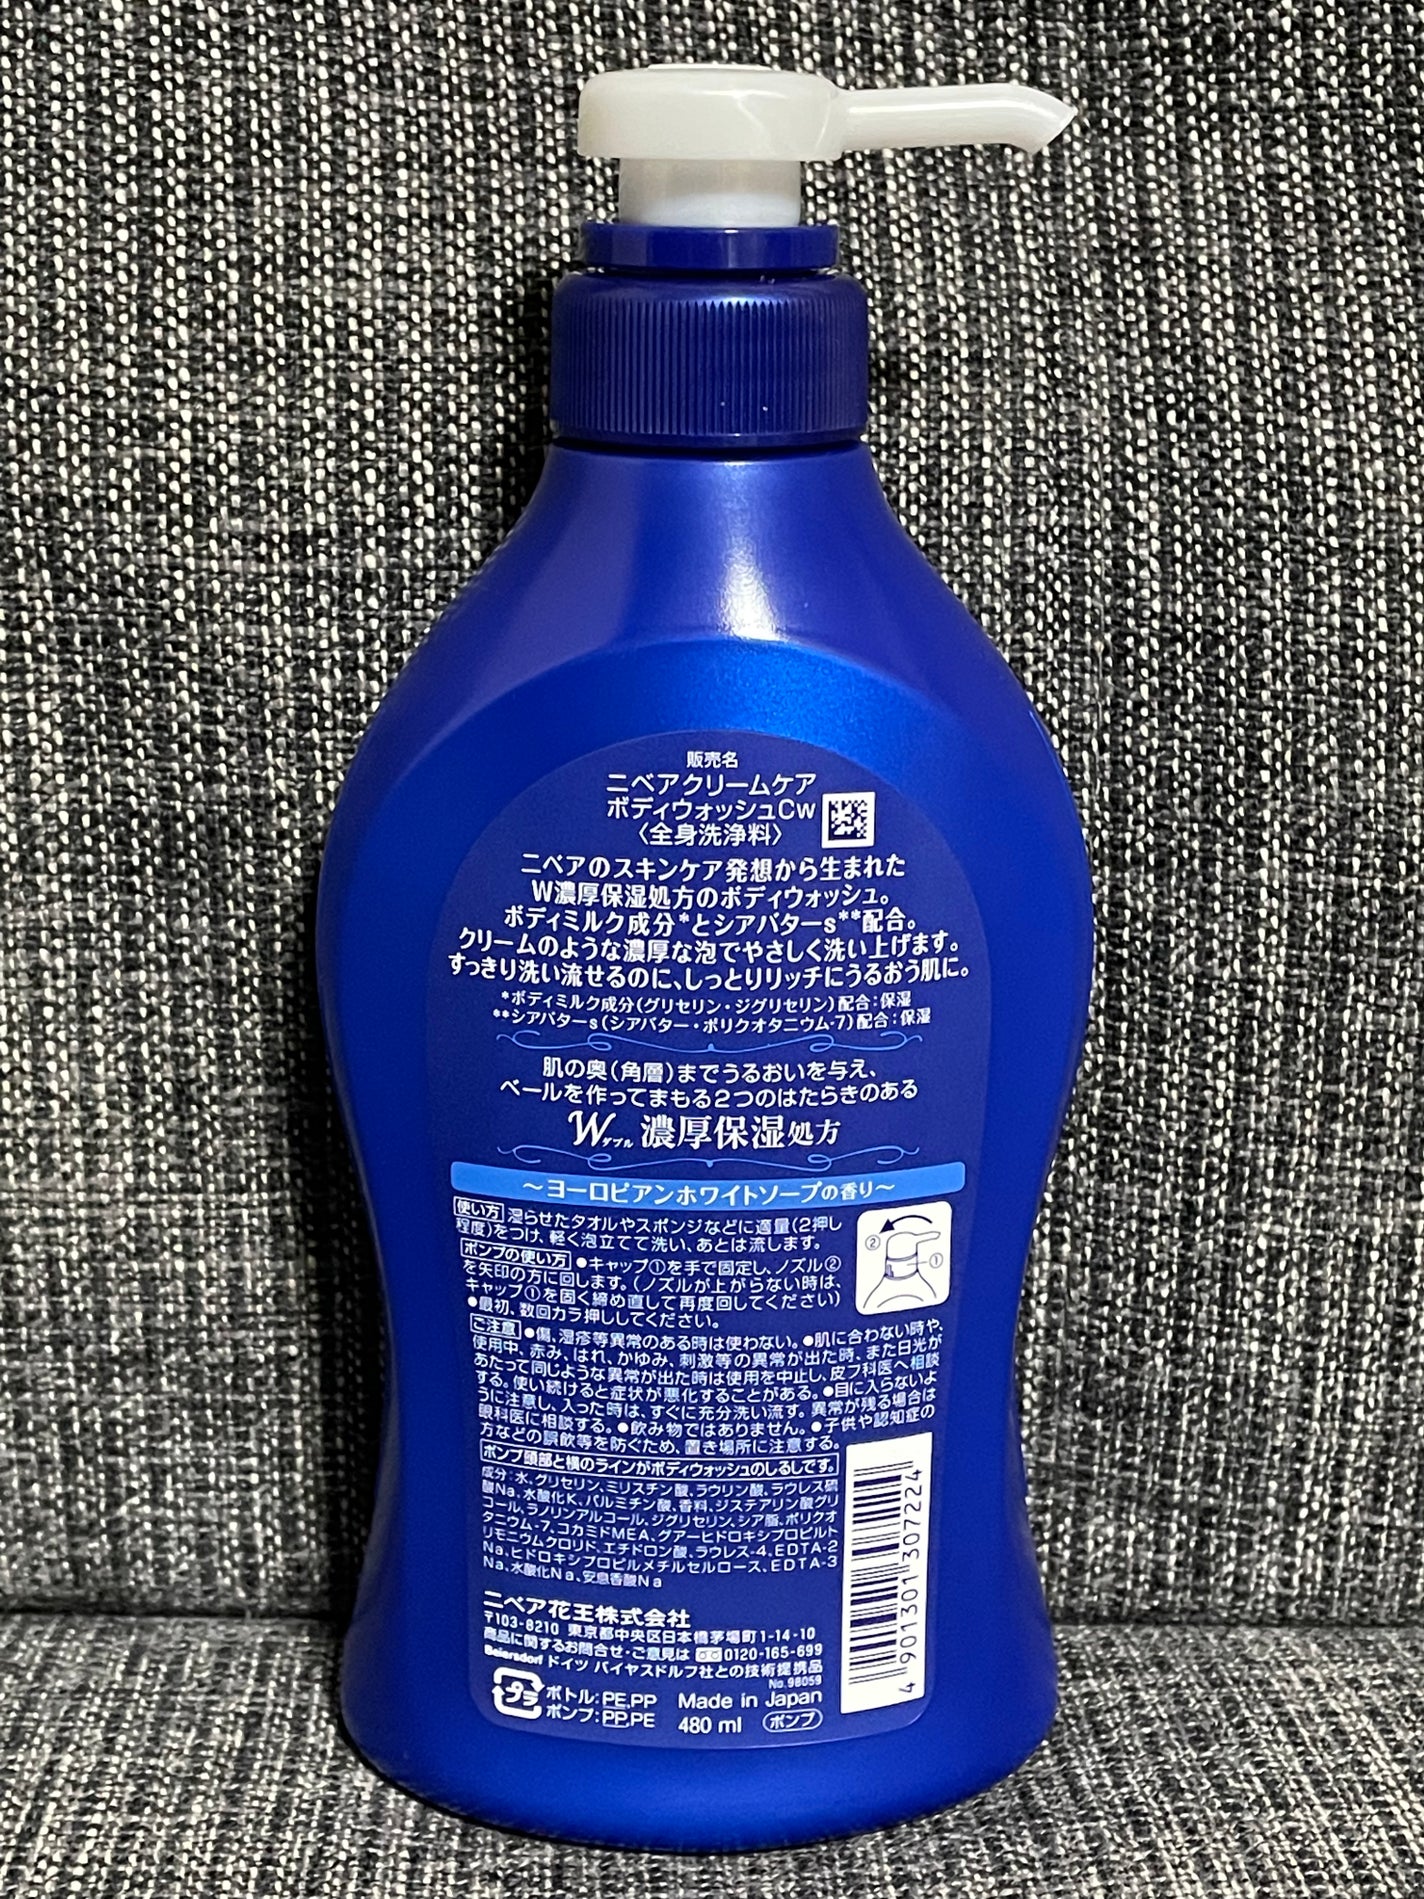 販売名
ニベアクリームケア
ボディウォッシュCw
〈全身洗浄料〉
ニベアのスキンケア発想から生まれた
W濃厚保湿処方のボディウォッシュ。
ボディミルク成分*とシアバターs**配合。
クリームのような濃厚な泡でやさしく洗い上げます。
すっきり洗い流せるのに、しっとりリッチにうるおう肌に。
*ボディミルク成分(グリセリン・ジグリセリン)配合:保湿
**シアバターs(シアバター・ポリクオタニウム-7)配合:保湿
肌の奥(角層)までうるおいを与え、
ベールを作ってまもる2つのはたらきのある
Wダブル 濃厚保湿処方
〜ヨーロピアンホワイトソープの香り〜
使い方 湿らせたタオルやスポンジなどに適量(2押し
程度)をつけ、軽く泡立てて洗い、あとは流します。
ポンプの使い方 ●キャップ①を手で固定し、ノズル②
を矢印の方に回します。(ノズルが上がらない時は、
キャップ①を固く締め直して再度回してください)
●最初、数回カラ押ししてください。
② ①
ご注意 ●傷、湿疹等異常のある時は使わない。●肌に合わない時や、
使用中、赤み、はれ、かゆみ、刺激等の異常が出た時、また日光が
あたって同じような異常が出た時は使用を中止し、皮フ科医へ相談
する。使い続けると症状が悪化することがある。●目に入らないよ
うに注意し、入った時は、すぐに充分洗い流す。異常が残る場合は
眼科医に相談する。●飲み物ではありません。●子供や認知症の
方などの誤飲等を防ぐため、置き場所に注意する。
ポンプ頭部と横のラインがボディウォッシュのしるしです。
成分:水、グリセリン、ミリスチン酸、ラウリン酸、ラウレス硫
酸Na、水酸化K、パルミチン酸、香料、ジステアリン酸グリ
コール、ラノリンアルコール、ジグリセリン、シア脂、ポリクオ
タニウム-7、コカミドMEA、グアーヒドロキシプロピルト
リモニウムクロリド、エチドロン酸、ラウレス-4、EDTA-2
Na、ヒドロキシプロピルメチルセルロース、EDTA-3
Na、水酸化Na、安息香酸Na
ニベア花王株式会社
〒103-8210 東京都中央区日本橋茅場町1-14-10
商品に関するお問合せ・ご意見は 0120-165-699
Beiersdorf ドイツ バイヤスドルフ社との技術提携品
No.98059
プラ ボトル:PE,PP Made in Japan
ポンプ:PP,PE 480 ml ポンプ
4 901301 307224